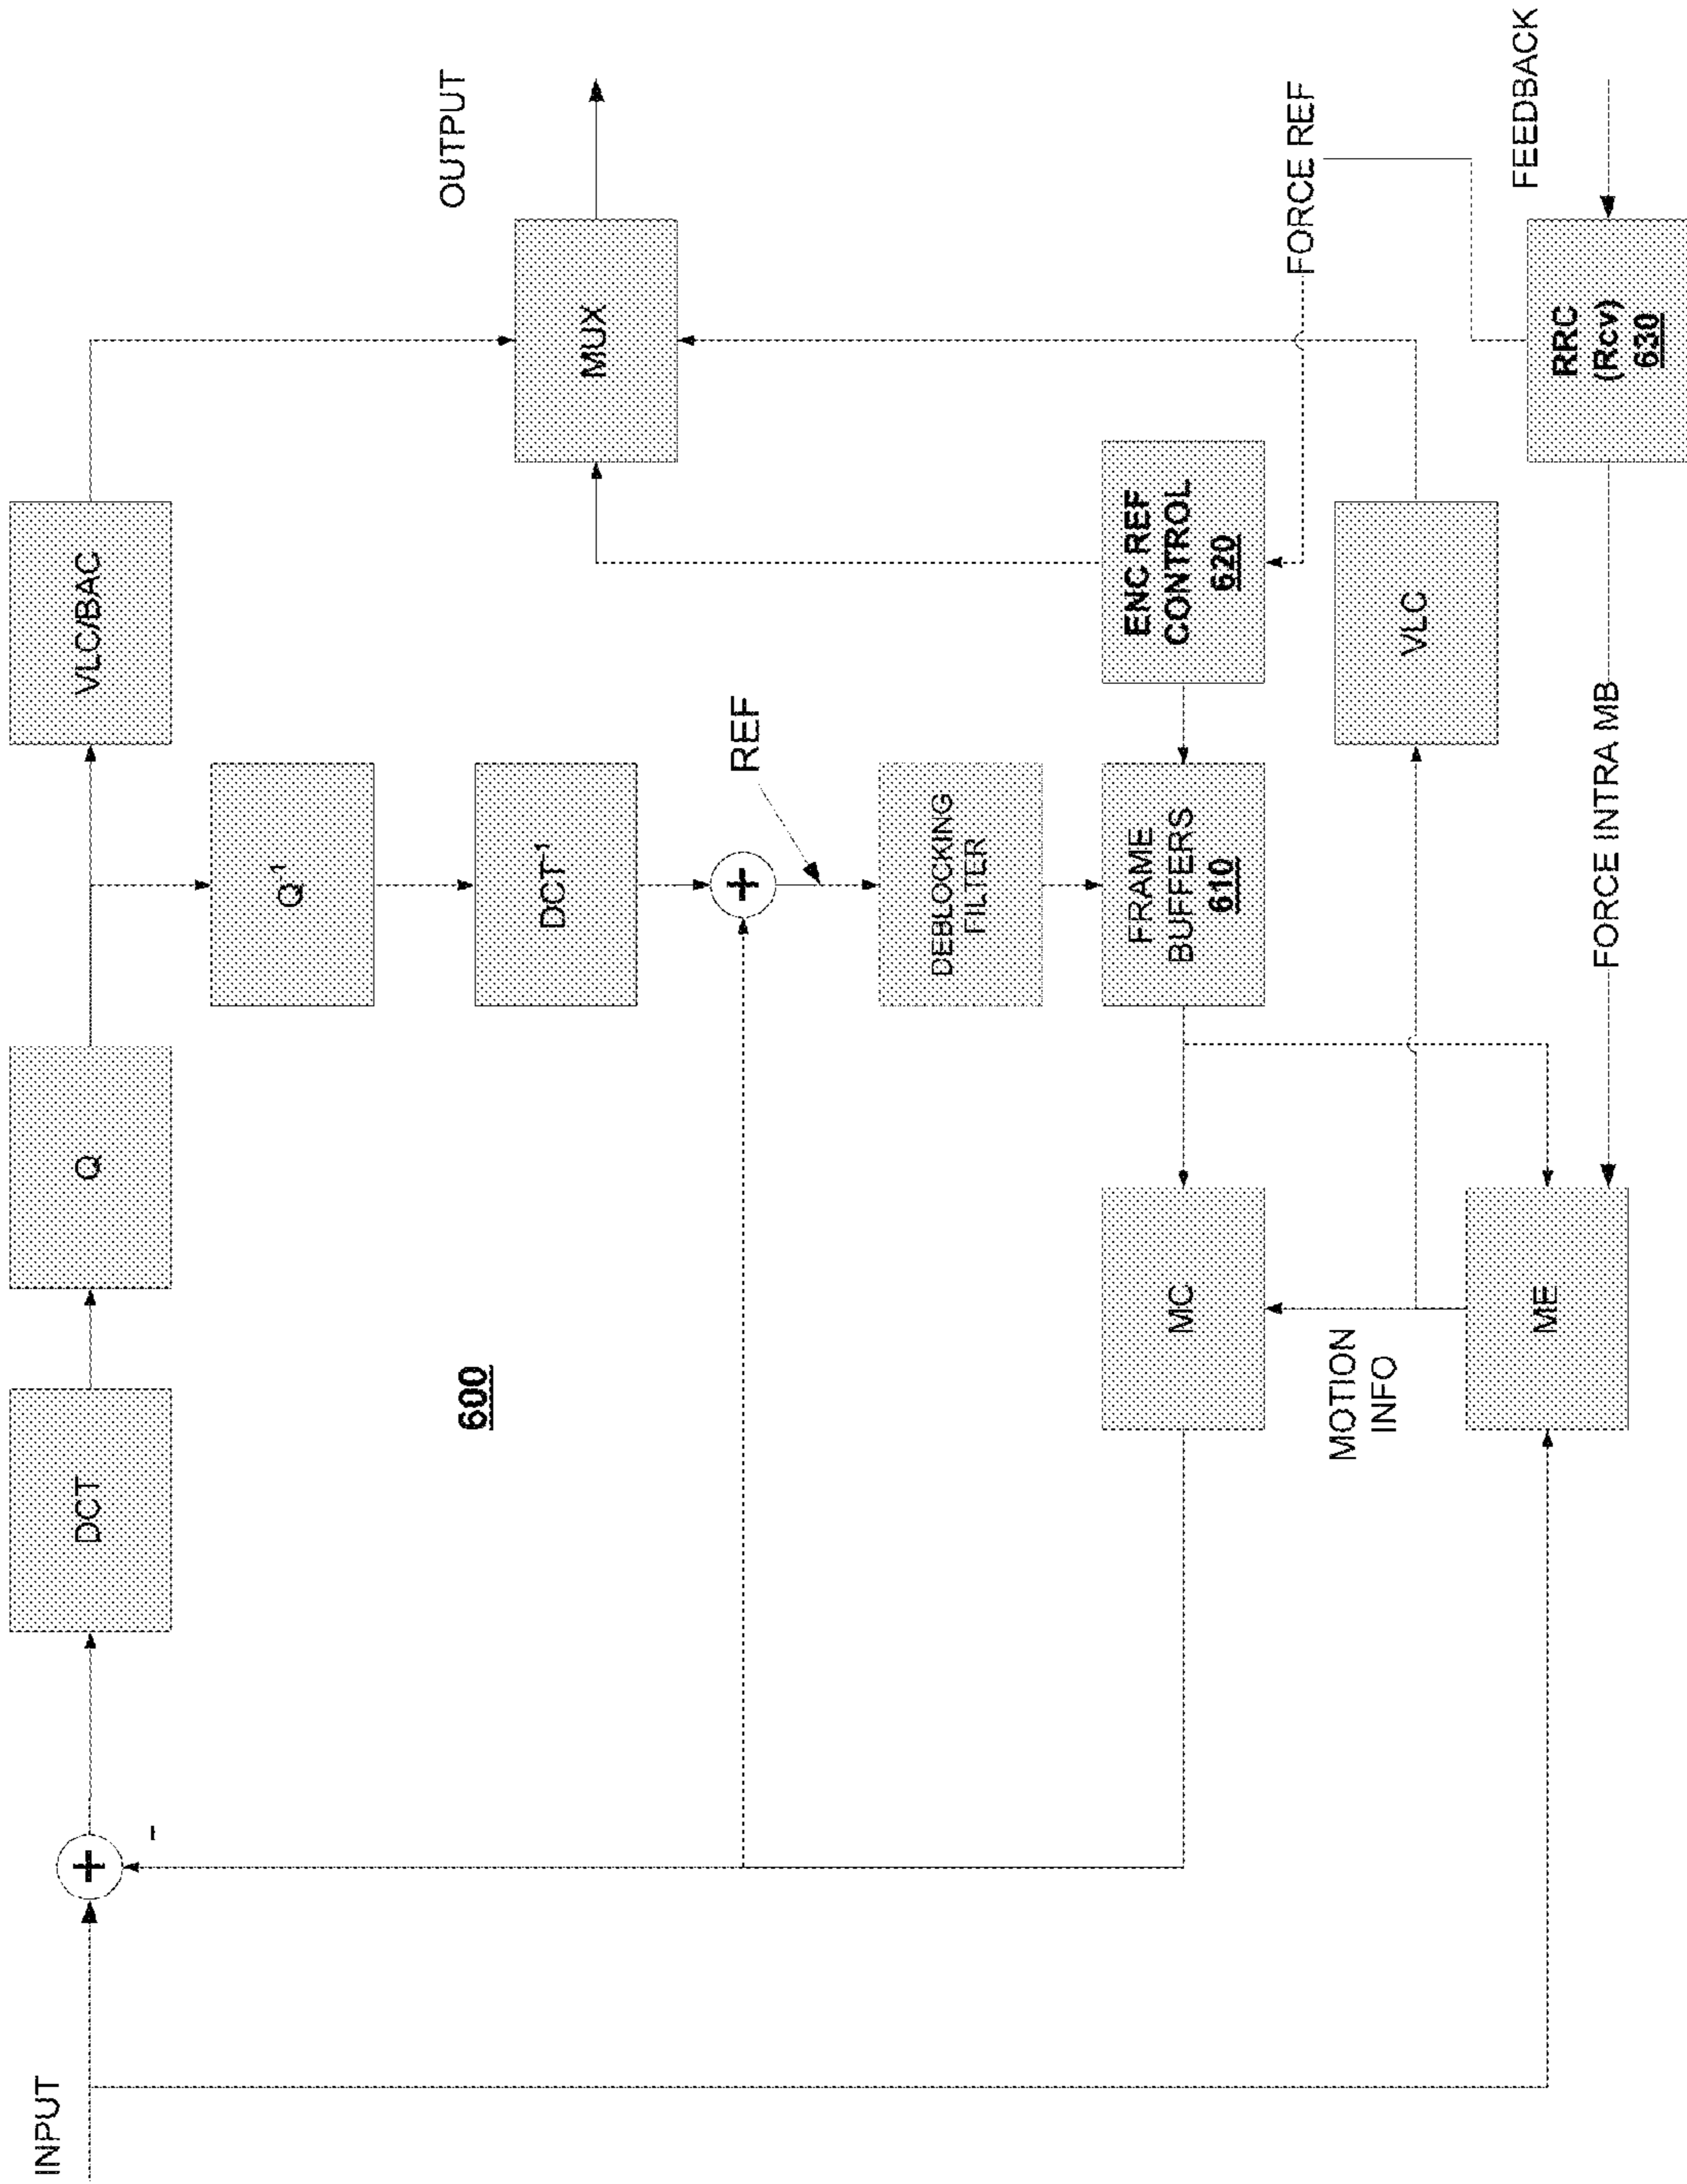 INPUT
DCT
Q
VLC/BAC
OUTPUT
Q⁻¹
DCT⁻¹
MUX
600
REF
DEBLOCKING
FILTER
MC
FRAME
BUFFERS
610
ENC REF
CONTROL
620
FORCE REF
MOTION
INFO
VLC
ME
FORCE INTRA MB
RRC
(Rcv)
630
FEEDBACK
+
-
+